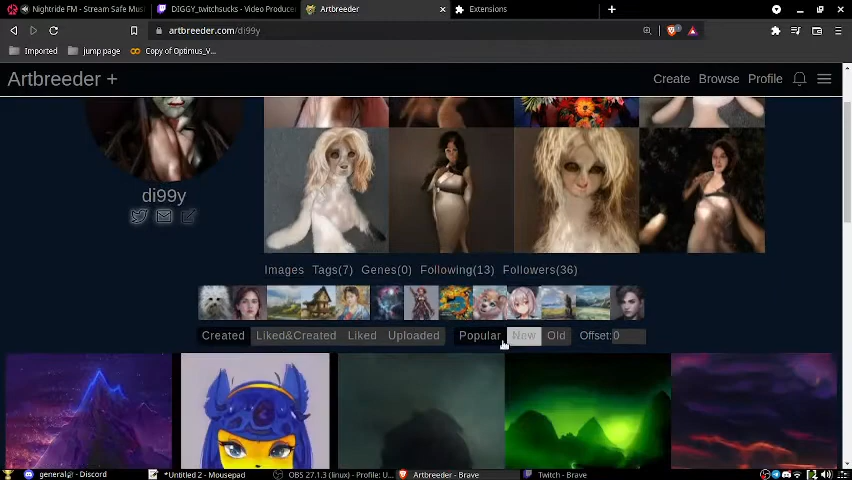 Nightride FM - Stream Safe Mus
DIGGY_twitchsucks - Video Producer
Artbreeder
Extensions
artbreeder.com/di99y
Imported
jump page
Copy of Optimus_V...
Artbreeder +
Create
Browse
Profile
di99y
Images Tags(7) Genes(0) Following(13) Followers(36)
Created Liked&Created Liked Uploaded Popular New Old Offset:0
general - Discord
*Untitled 2 - Mousepad
OBS 27.1.3 (linux) - Profile: U...
Artbreeder - Brave
Twitch - Brave